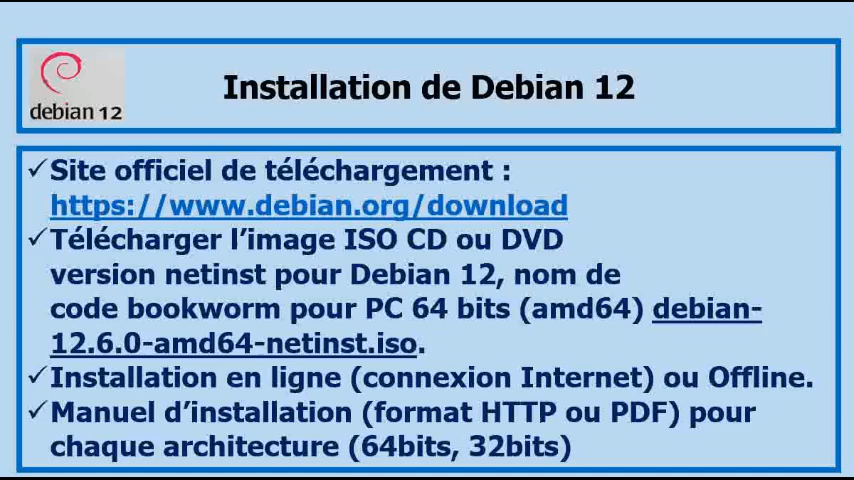 debian 12
Installation de Debian 12
✓Site officiel de téléchargement :
https://www.debian.org/download
✓Télécharger l’image ISO CD ou DVD
version netinst pour Debian 12, nom de
code bookworm pour PC 64 bits (amd64) debian-
12.6.0-amd64-netinst.iso.
✓Installation en ligne (connexion Internet) ou Offline.
✓Manuel d’installation (format HTTP ou PDF) pour
chaque architecture (64bits, 32bits)